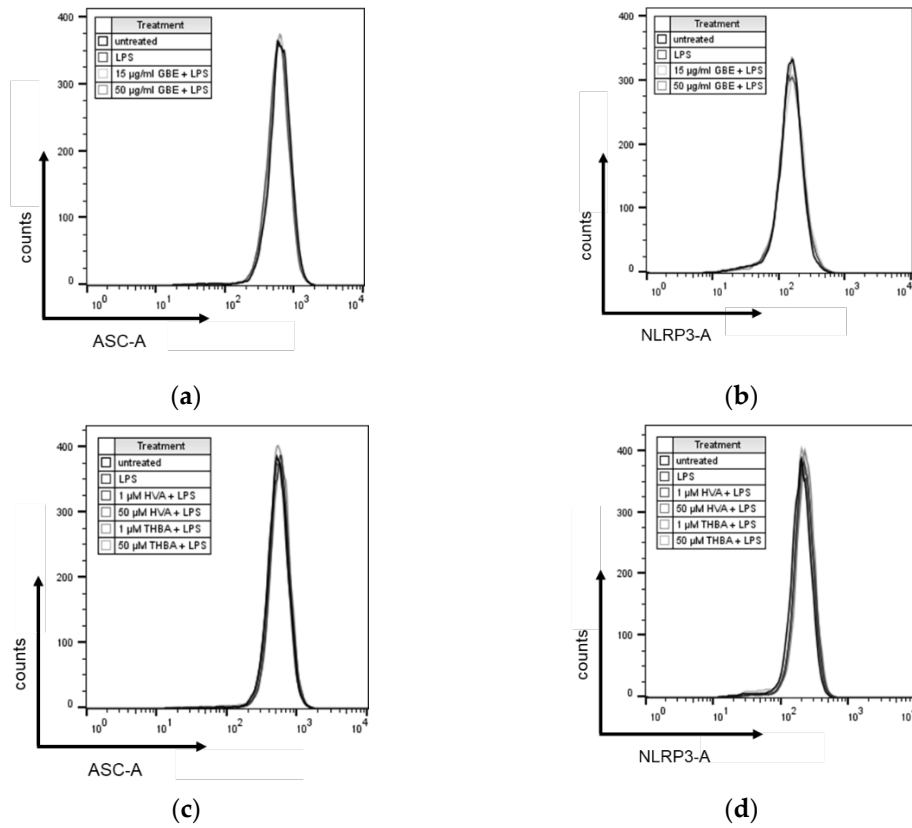 400
300
200
100
0
Treatment
untreated
LPS
15 µg/ml GBE + LPS
50 µg/ml GBE + LPS
10^0 10^1 10^2 10^3 10^4
counts
ASC-A
(a)
400
300
200
100
0
Treatment
untreated
LPS
15 µg/ml GBE + LPS
50 µg/ml GBE + LPS
10^0 10^1 10^2 10^3 10^4
counts
NLRP3-A
(b)
400
300
200
100
0
Treatment
untreated
LPS
1 µM HVA + LPS
50 µM HVA + LPS
1 µM THBA + LPS
50 µM THBA + LPS
10^0 10^1 10^2 10^3 10^4
counts
ASC-A
(c)
400
300
200
100
0
Treatment
untreated
LPS
1 µM HVA + LPS
50 µM HVA + LPS
1 µM THBA + LPS
50 µM THBA + LPS
10^0 10^1 10^2 10^3 10^4
counts
NLRP3-A
(d)